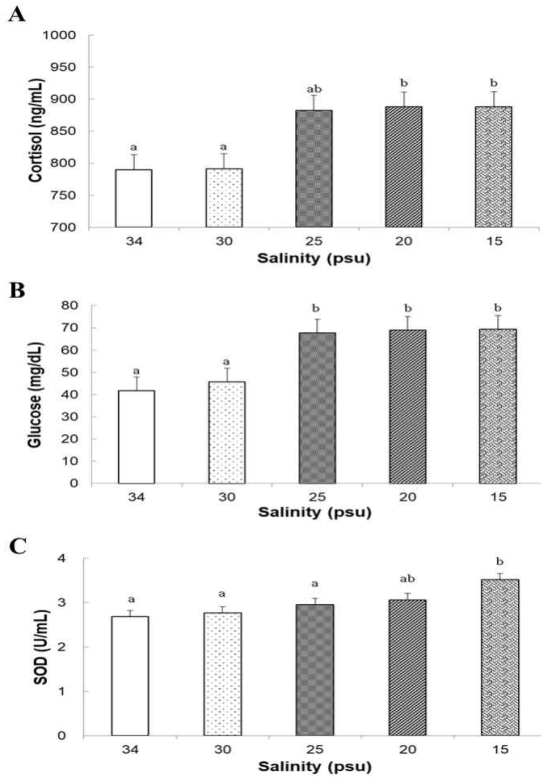 A
Cortisol (ng/mL)
1000
950
900
850
800
750
700
a
a
ab
b
b
34 30 25 20 15
Salinity (psu)
B
Glucose (mg/dL)
80
70
60
50
40
30
20
10
0
a
a
b
b
b
34 30 25 20 15
Salinity (psu)
C
SOD (U/mL)
4
3
2
1
0
a
a
a
ab
b
34 30 25 20 15
Salinity (psu)